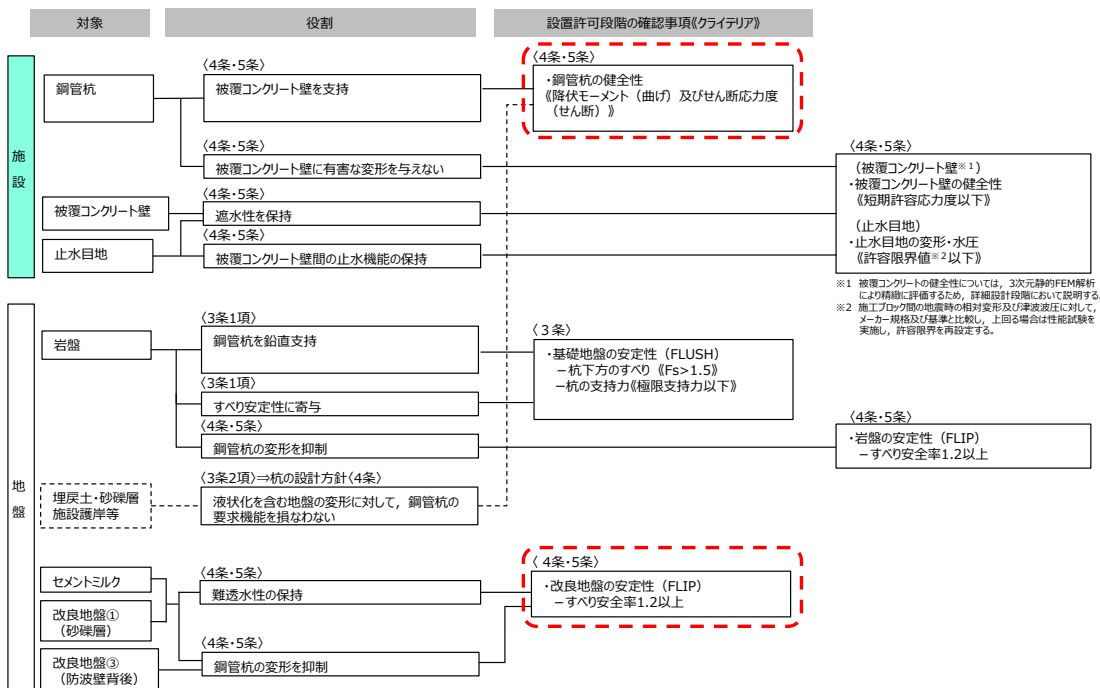 対象
役割
設置許可段階の確認事項《クライテリア》
施
設
鋼管杭
〈4条・5条〉
被覆コンクリート壁を支持
〈4条・5条〉
・鋼管杭の健全性
《降伏モーメント（曲げ）及びせん断応力度
（せん断）》
〈4条・5条〉
被覆コンクリート壁に有害な変形を与えない
被覆コンクリート壁
〈4条・5条〉
遮水性を保持
止水目地
〈4条・5条〉
被覆コンクリート壁間の止水機能の保持
〈4条・5条〉
（被覆コンクリート壁※1）
・被覆コンクリート壁の健全性
《短期許容応力度以下》
（止水目地）
・止水目地の変形・水圧
《許容限界値※2以下》
※1 被覆コンクリートの健全性については，3次元静的FEM解析
により精緻に評価するため，詳細設計段階において説明する。
※2 施工ブロック間の地震時の相対変形及び津波波圧に対して，
メーカー規格及び基準と比較し，上回る場合は性能試験を
実施し，許容限界を再設定する。
地
盤
岩盤
〈3条1項〉
鋼管杭を鉛直支持
〈3条1項〉
すべり安定性に寄与
〈4条・5条〉
鋼管杭の変形を抑制
〈３条〉
・基礎地盤の安定性（FLUSH）
－杭下方のすべり《Fs>1.5》
－杭の支持力《極限支持力以下》
〈4条・5条〉
・岩盤の安定性（FLIP）
－すべり安全率1.2以上
埋戻土・砂礫層
施設護岸等
〈3条2項〉⇒杭の設計方針〈4条〉
液状化を含む地盤の変形に対して，鋼管杭の
要求機能を損なわない
セメントミルク
改良地盤①
（砂礫層）
改良地盤③
（防波壁背後）
〈4条・5条〉
難透水性の保持
〈4条・5条〉
鋼管杭の変形を抑制
〈 4条・5条〉
・改良地盤の安定性（FLIP）
－すべり安全率1.2以上